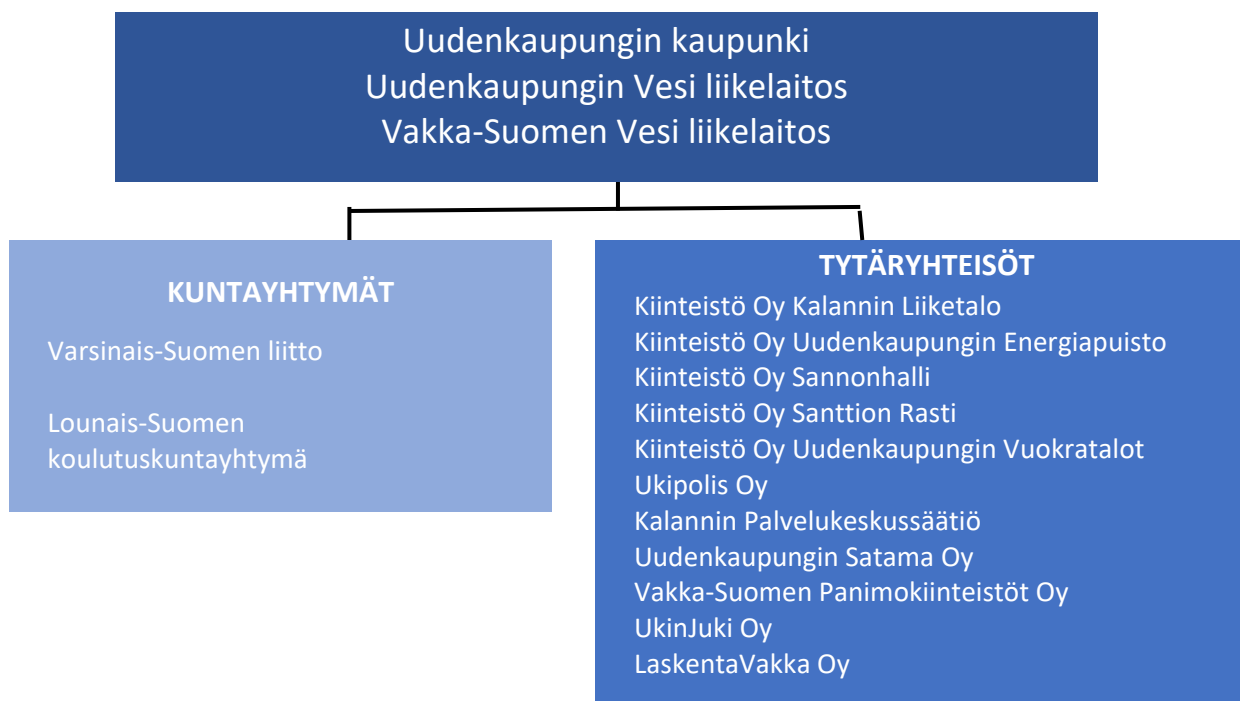 Uudenkaupungin kaupunki
Uudenkaupungin Vesi liikelaitos
Vakka-Suomen Vesi liikelaitos
KUNTAYHTYMÄT
Varsinais-Suomen liitto
Lounais-Suomen
koulutuskuntayhtymä
TYTÄRYHTEISÖT
Kiinteistö Oy Kalannin Liiketalo
Kiinteistö Oy Uudenkaupungin Energiapuisto
Kiinteistö Oy Sannonhalli
Kiinteistö Oy Santtion Rasti
Kiinteistö Oy Uudenkaupungin Vuokratalot
Ukipolis Oy
Kalannin Palvelukeskussäätiö
Uudenkaupungin Satama Oy
Vakka-Suomen Panimokiinteistöt Oy
UkinJuki Oy
LaskentaVakka Oy